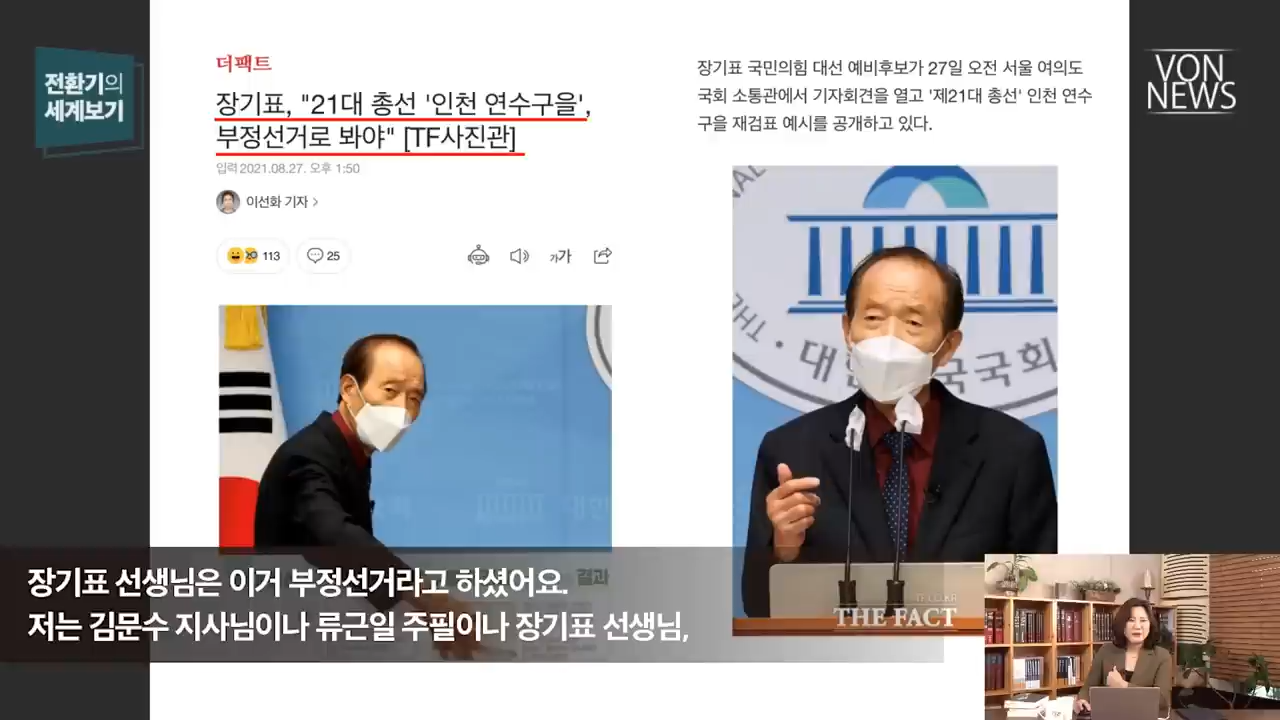 전환기의
세계보기
VON
NEWS
더팩트
장기표, "21대 총선 '인천 연수구을',
부정선거로 봐야" [TF사진관]
입력 2021.08.27. 오후 1:50
이선화 기자
113
25
가가
장기표 국민의힘 대선 예비후보가 27일 오전 서울 여의도
국회 소통관에서 기자회견을 열고 '제21대 총선' 인천 연수
구을 재검표 예시를 공개하고 있다.
대한 국국회
결과
THE FACT
장기표 선생님은 이거 부정선거라고 하셨어요.
저는 김문수 지사님이나 류근일 주필이나 장기표 선생님,